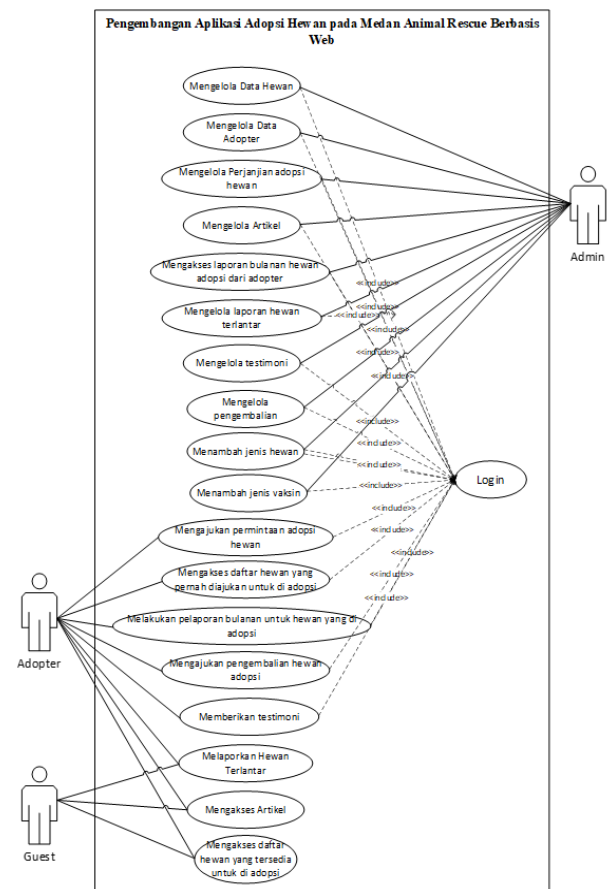 Pengembangan Aplikasi Adopsi Hewan pada Medan Animal Rescue Berbasis
Web
Mengelola Data Hewan
Mengelola Data
Adopter
Mengelola Perjanjian adopsi
hewan
Admin
Mengelola Artikel
Mengakses laporan bulanan hewan
adopsi dari adopter
<<include>>
Mengelola laporan hewan
terlantar
<<include>>
<<include>>
<<include>>
Mengelola testimoni
<<include>>
<<include>>
Mengelola
pengembalian
<<include>>
Menambah jenis hewan
<<include>>
<<include>>
Menambah jenis vaksin
<<include>>
Login
<<include>>
Mengajukan permintaan adopsi
hewan
<<include>>
<<include>>
Mengakses daftar hewan yang
pernah diajukan untuk di adopsi
<<include>>
<<include>>
Melakukan pelaporan bulanan untuk hewan yang di
adopsi
Adopter
Mengajukan pengembalian hewan
adopsi
Memberikan testimoni
Melaporkan Hewan
Terlantar
Mengakses Artikel
Guest
Mengakses daftar
hewan yang tersedia
untuk di adopsi